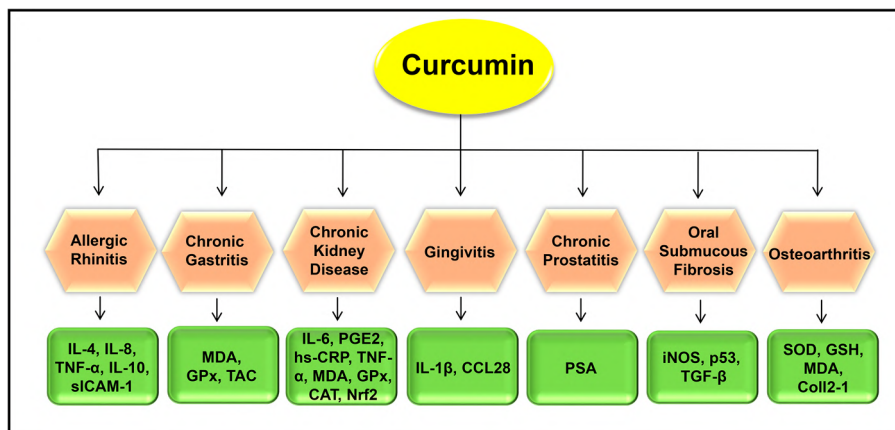 Curcumin
Allergic
Rhinitis
Chronic
Gastritis
Chronic
Kidney
Disease
Gingivitis
Chronic
Prostatitis
Oral
Submucous
Fibrosis
Osteoarthritis
IL-4, IL-8,
TNF-α, IL-10,
sICAM-1
MDA,
GPx, TAC
IL-6, PGE2,
hs-CRP, TNF-
α, MDA, GPx,
CAT, Nrf2
IL-1β, CCL28
PSA
iNOS, p53,
TGF-β
SOD, GSH,
MDA,
Coll2-1